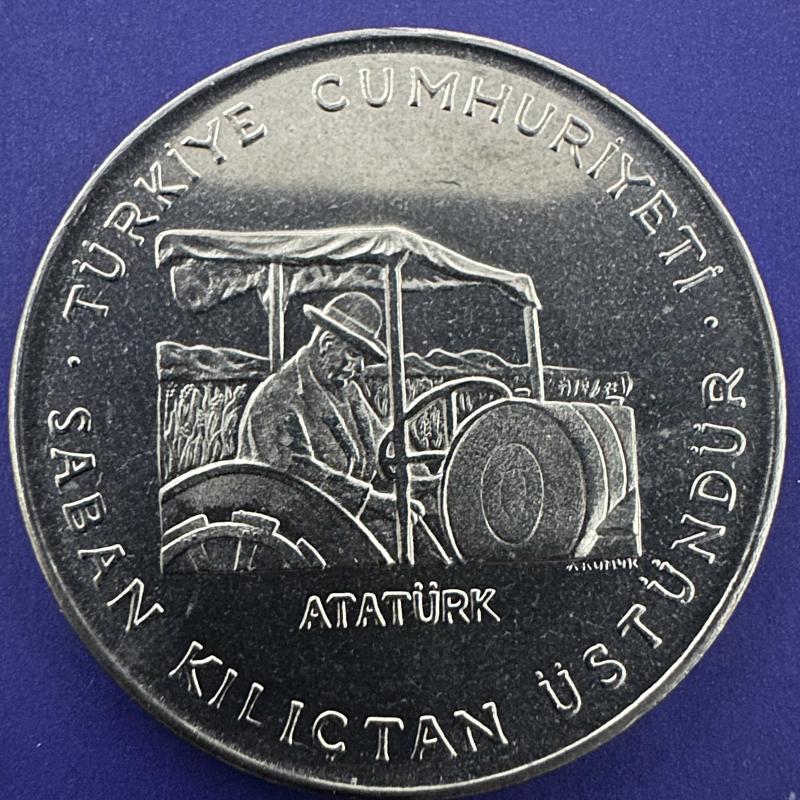 · TÜRKİYE CUMHURİYETİ ·
SABAN KILIÇTAN ÜSTÜNDÜR
ATATÜRK